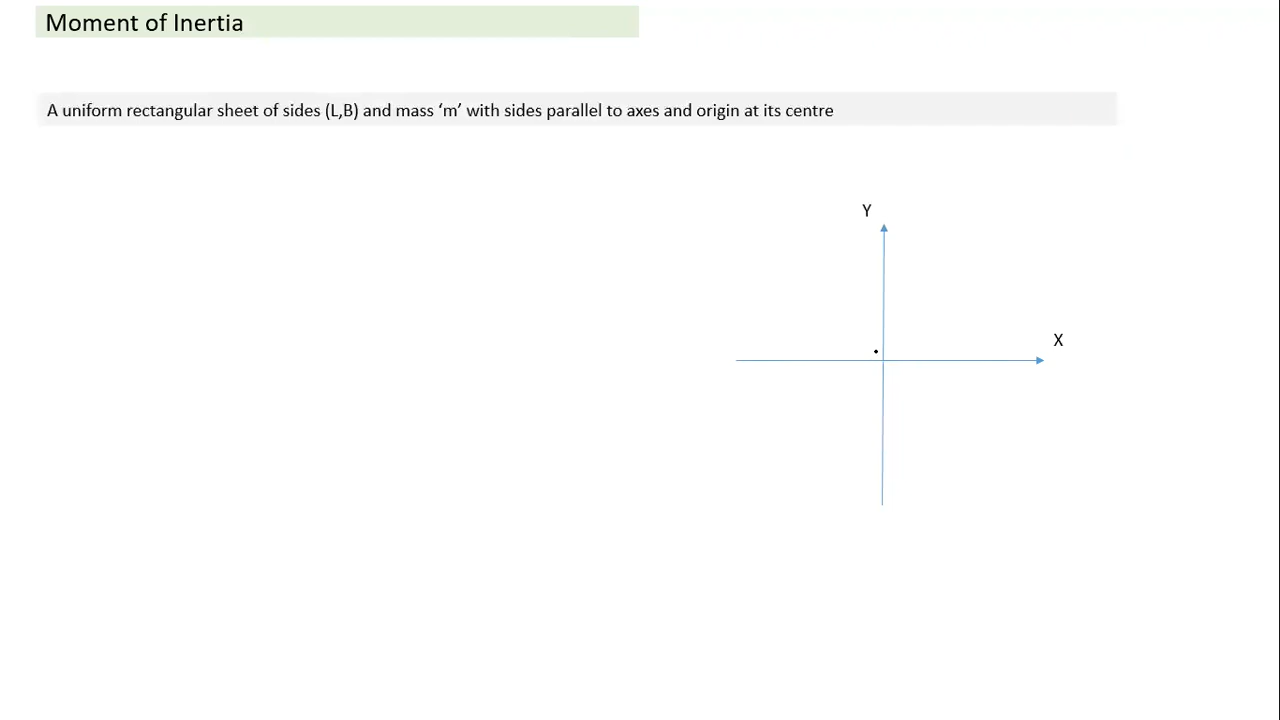 Moment of Inertia
A uniform rectangular sheet of sides (L,B) and mass ‘m’ with sides parallel to axes and origin at its centre
Y
X